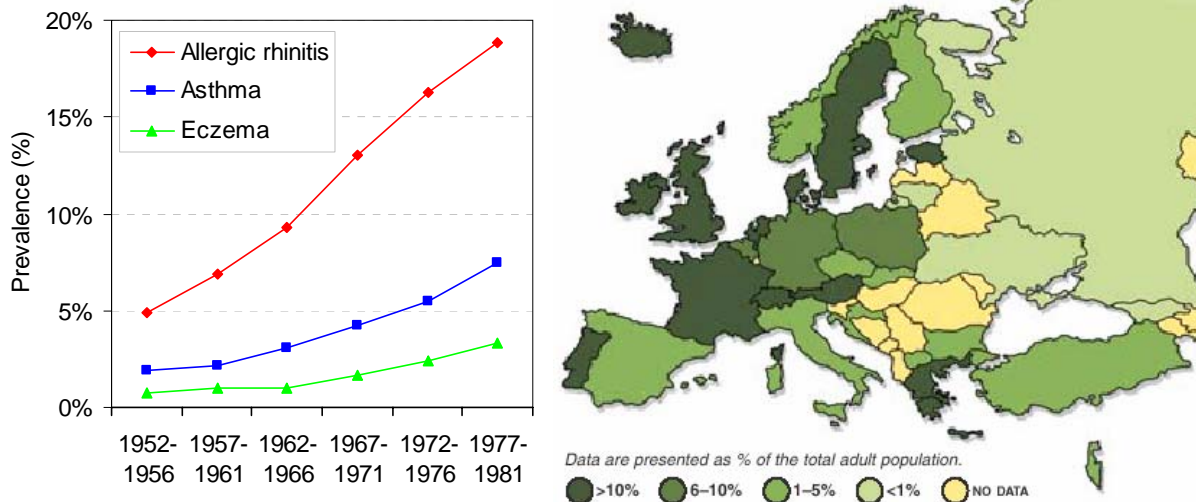 20%
15%
10%
5%
0%
Prevalence (%)
Allergic rhinitis
Asthma
Eczema
1952-
1956
1957-
1961
1962-
1966
1967-
1971
1972-
1976
1977-
1981
Data are presented as % of the total adult population.
>10% 6–10% 1–5% <1% NO DATA